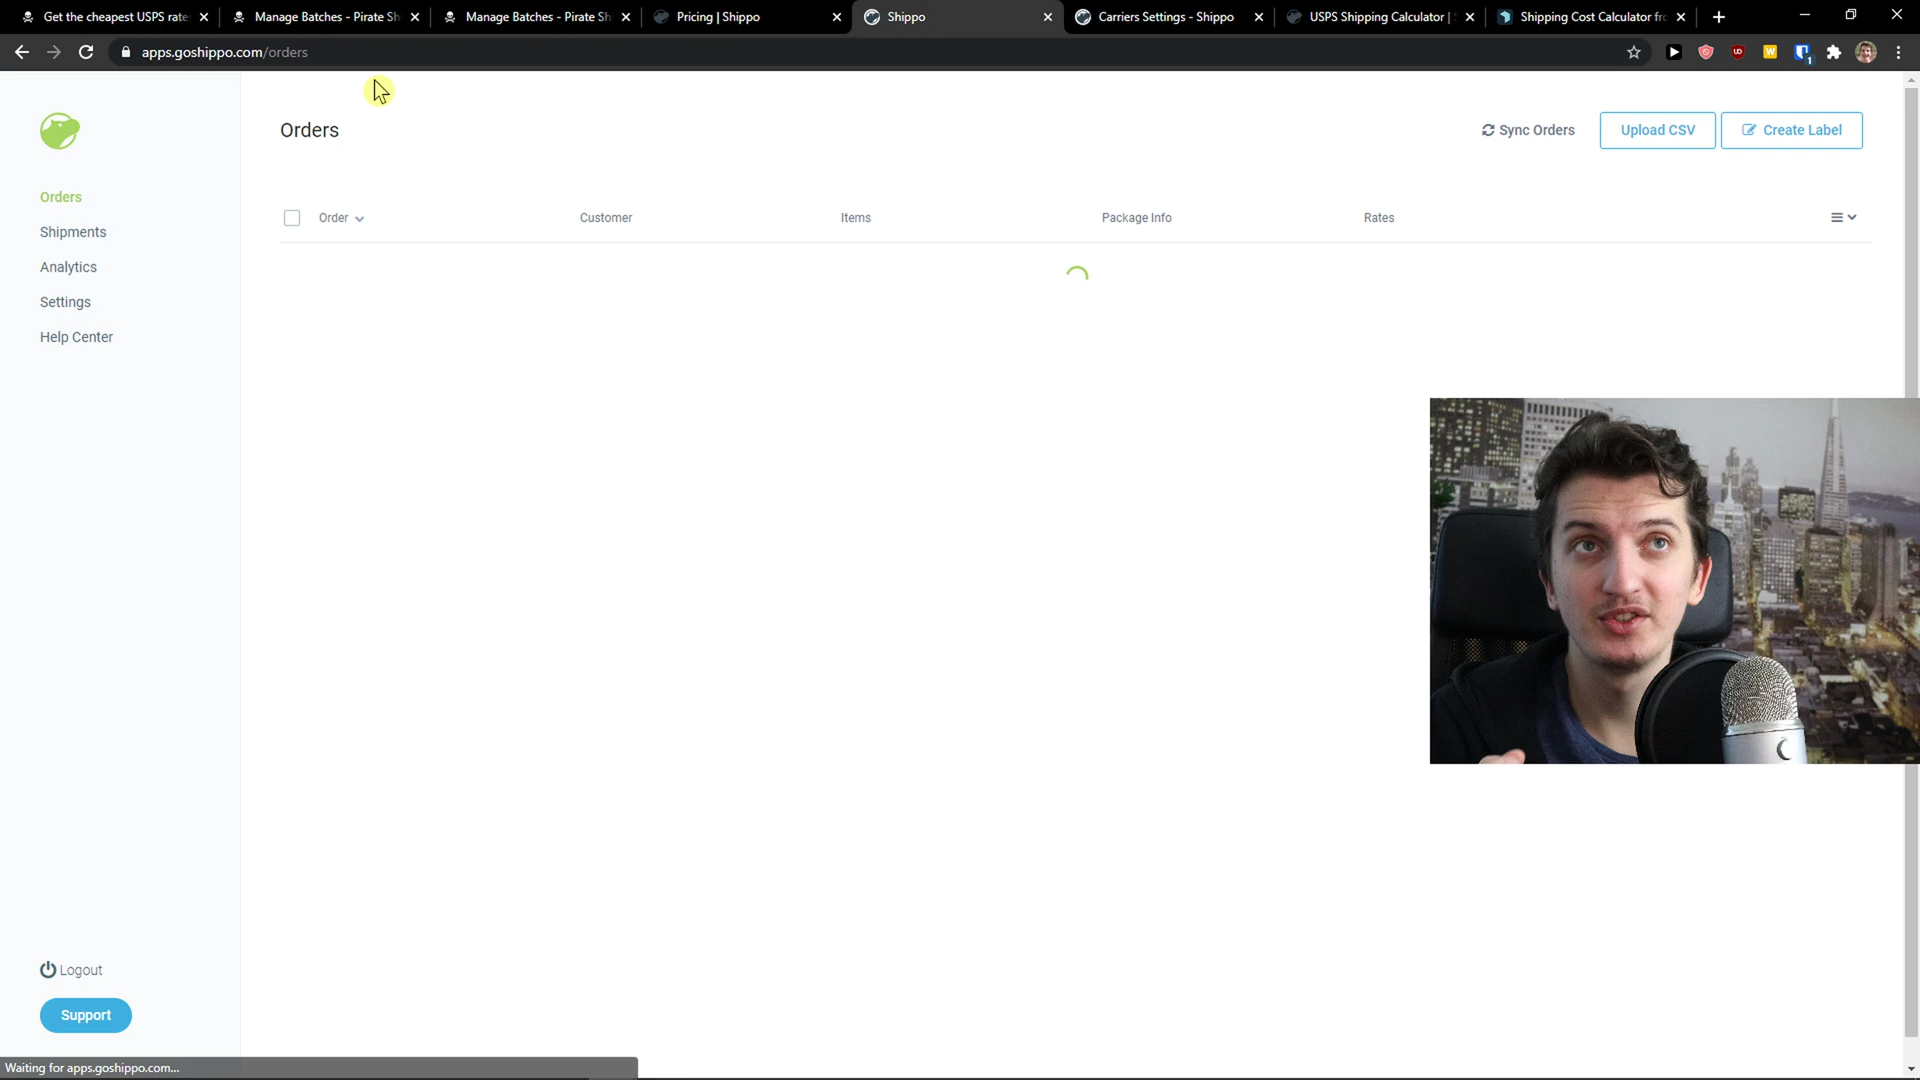 Get the cheapest USPS rate
Manage Batches - Pirate Sh
Manage Batches - Pirate Sh
Pricing | Shippo
Shippo
Carriers Settings - Shippo
USPS Shipping Calculator |
Shipping Cost Calculator fro
apps.goshippo.com/orders
Orders
Sync Orders
Upload CSV
Create Label
Orders
Shipments
Analytics
Settings
Help Center
Order
Customer
Items
Package Info
Rates
Logout
Support
Waiting for apps.goshippo.com...